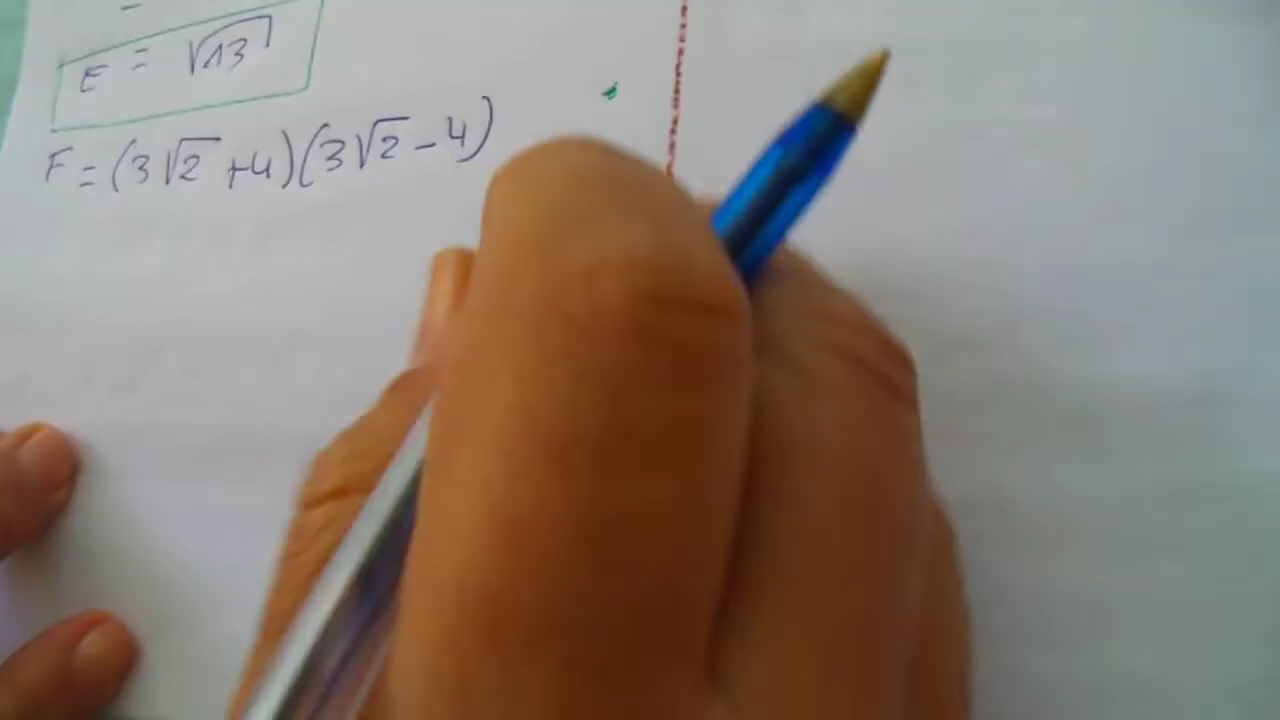 E = √13
F = (3√2 + 4)(3√2 - 4)